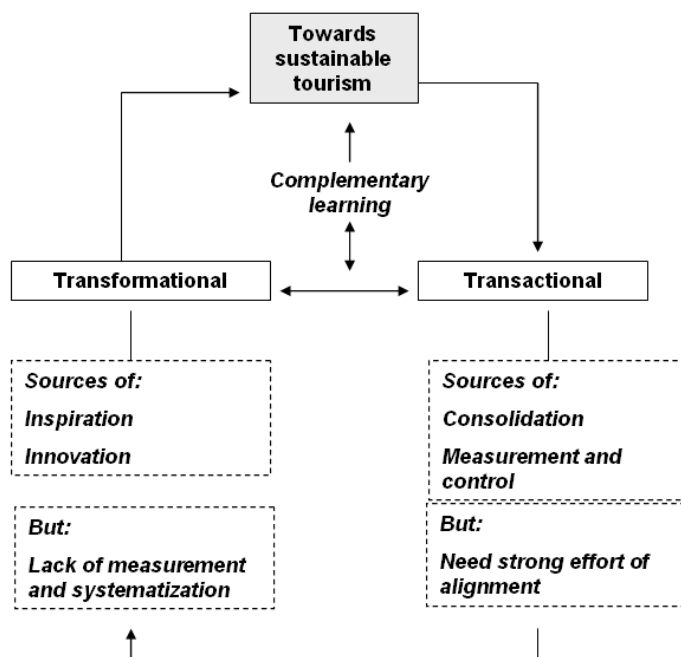 Towards
sustainable
tourism
Complementary
learning
Transformational
Transactional
Sources of:
Inspiration
Innovation
Sources of:
Consolidation
Measurement and
control
But:
Lack of measurement
and systematization
But:
Need strong effort of
alignment